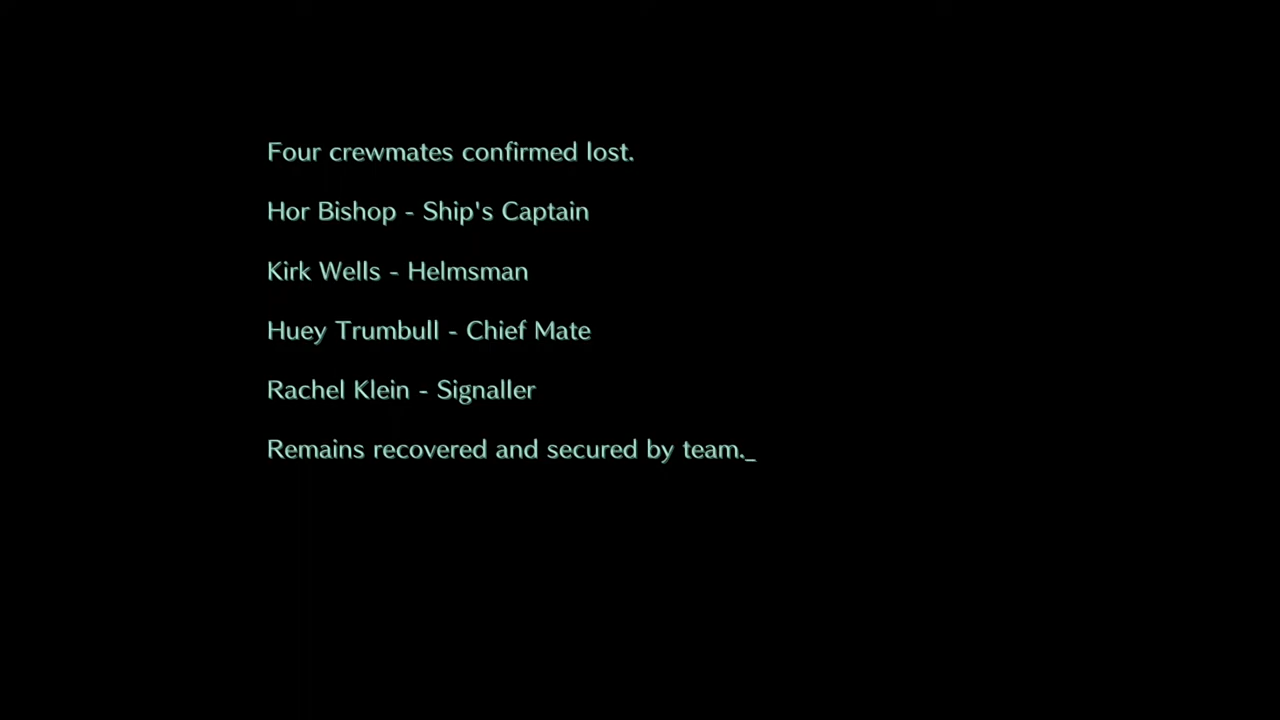 Four crewmates confirmed lost.
Hor Bishop - Ship's Captain
Kirk Wells - Helmsman
Huey Trumbull - Chief Mate
Rachel Klein - Signaller
Remains recovered and secured by team._